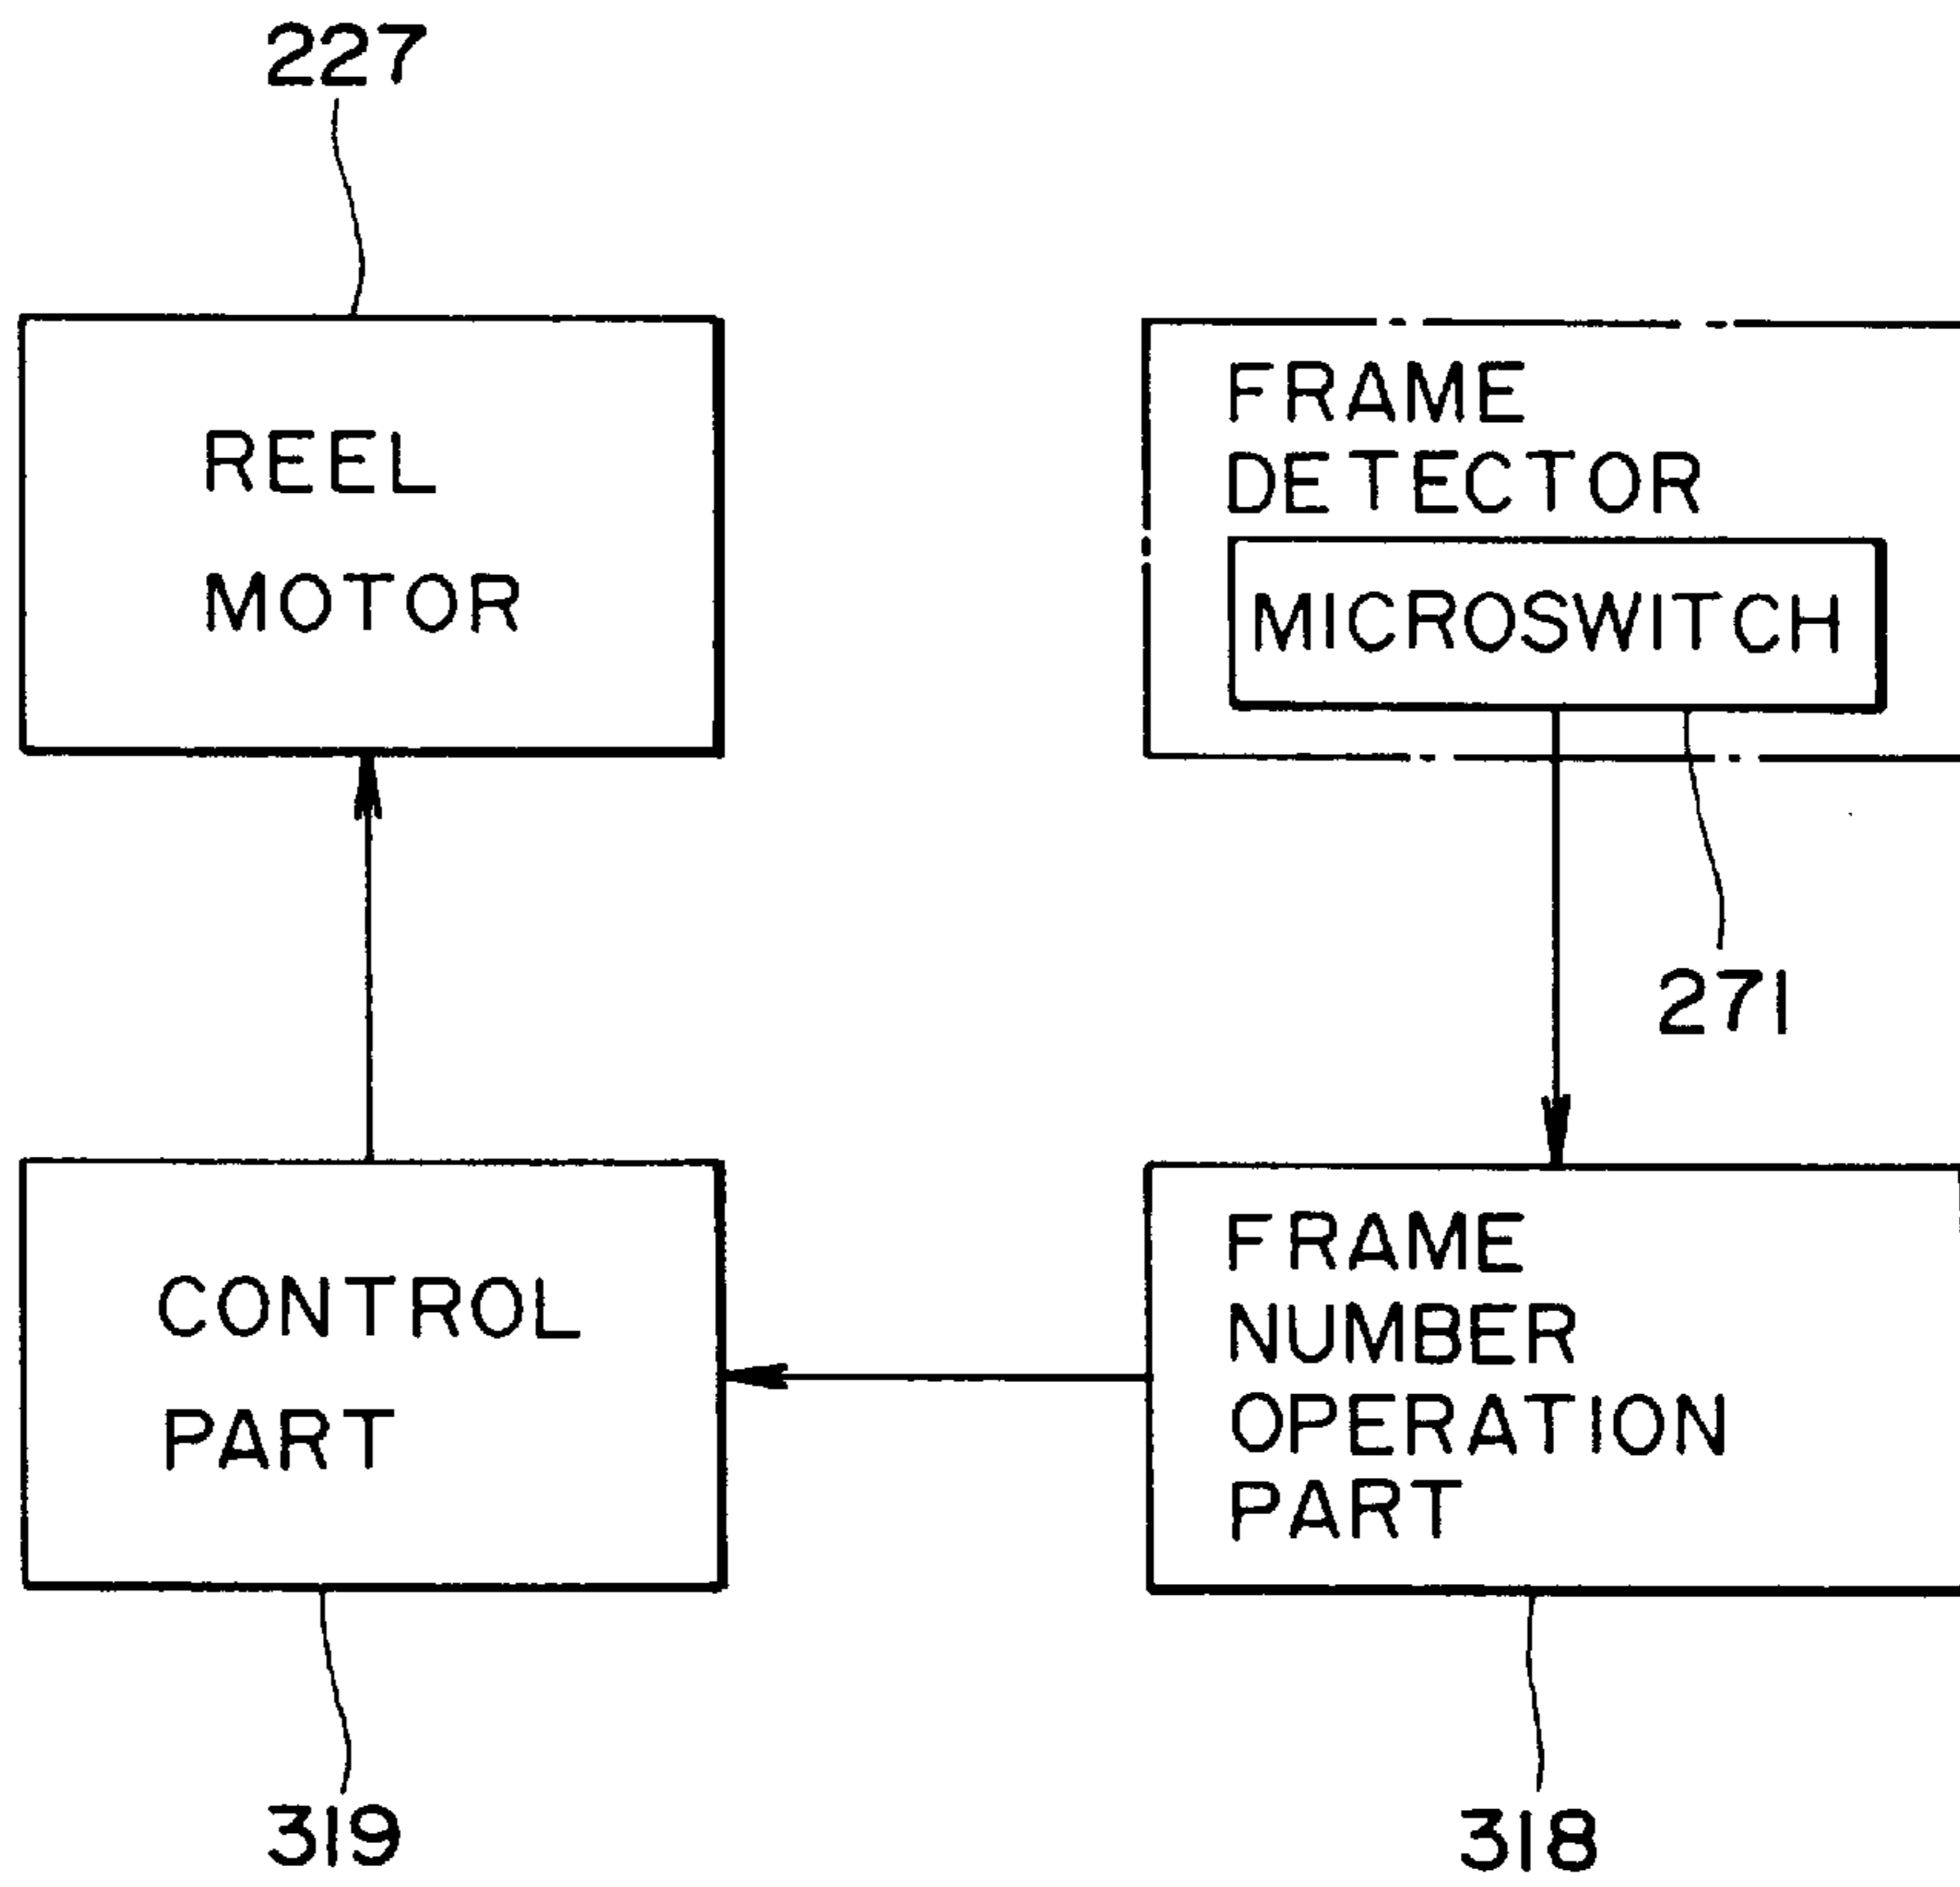 227
REEL
MOTOR
FRAME
DETECTOR
MICROSWITCH
271
CONTROL
PART
FRAME
NUMBER
OPERATION
PART
319
318